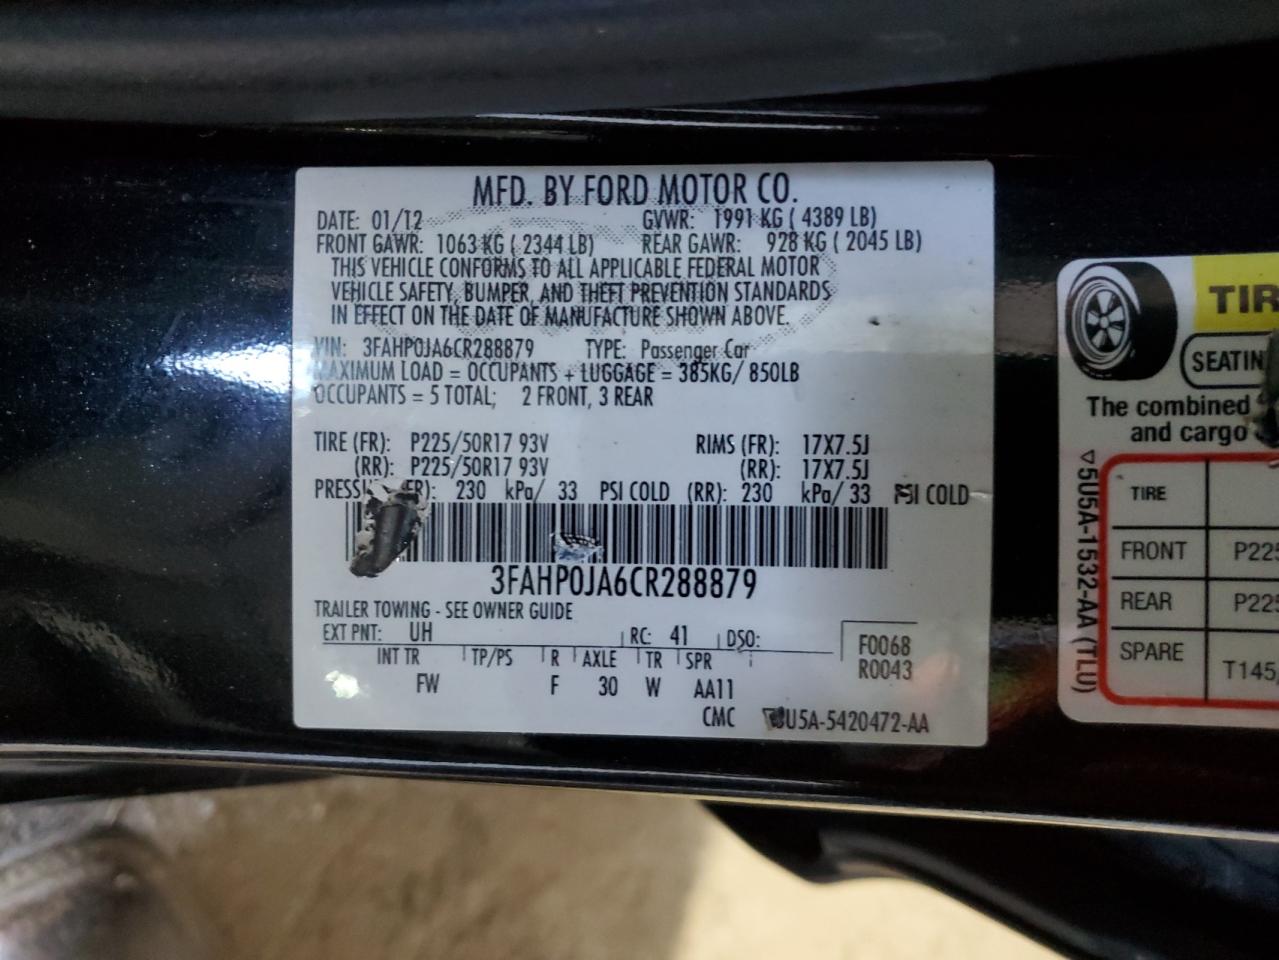 MFD. BY FORD MOTOR CO.
DATE: 01/12 GVWR: 1991 KG ( 4389 LB)
FRONT GAWR: 1063 KG ( 2344 LB) REAR GAWR: 928 KG ( 2045 LB)
THIS VEHICLE CONFORMS TO ALL APPLICABLE FEDERAL MOTOR
VEHICLE SAFETY, BUMPER, AND THEFT PREVENTION STANDARDS
IN EFFECT ON THE DATE OF MANUFACTURE SHOWN ABOVE.
VIN: 3FAHP0JA6CR288879 TYPE: Passenger Car
MAXIMUM LOAD = OCCUPANTS + LUGGAGE = 385KG/ 850LB
OCCUPANTS = 5 TOTAL; 2 FRONT, 3 REAR
TIRE (FR): P225/50R17 93V RIMS (FR): 17X7.5J
(RR): P225/50R17 93V (RR): 17X7.5J
(FR): 230 kPa/ 33 PSI COLD (RR): 230 kPa/ 33 PSI COLD
3FAHP0JA6CR288879
TRAILER TOWING - SEE OWNER GUIDE
EXT PNT: UH RC: 41 DSO:
INT TR TP/PS R AXLE TR SPR
FW F 30 W AA11
F0068
R0043
CMC U5A-5420472-AA
TIR
SEATIN
The combined
and cargo
TIRE
FRONT P225
REAR P225
SPARE T145/
▽5U5A-1532-AA (TLU)